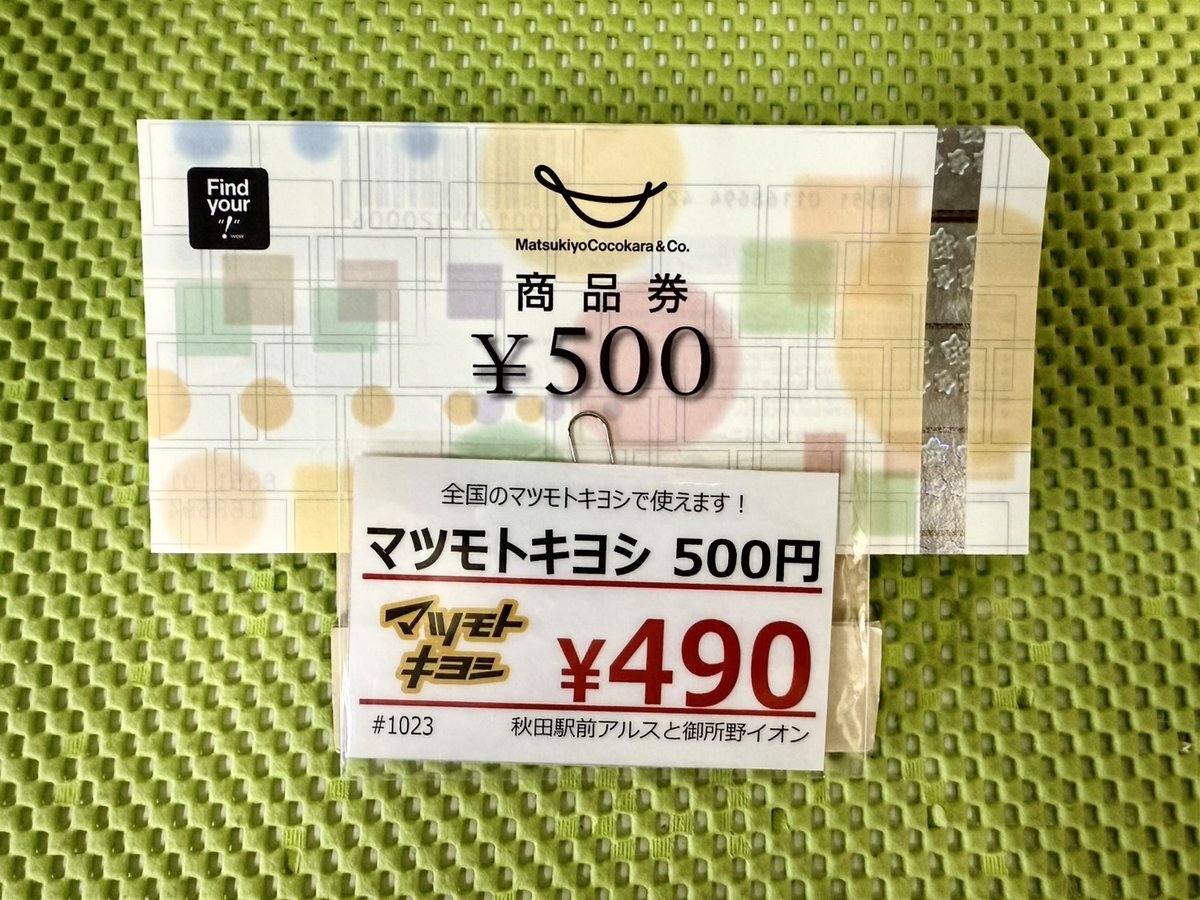 Find
your
"!"
wow
MatsukiyoCocokara & Co.
商品券
¥500
全国のマツモトキヨシで使えます！
マツモトキヨシ 500円
マツモト
キヨシ
¥490
#1023
秋田駅前アルスと御所野イオン